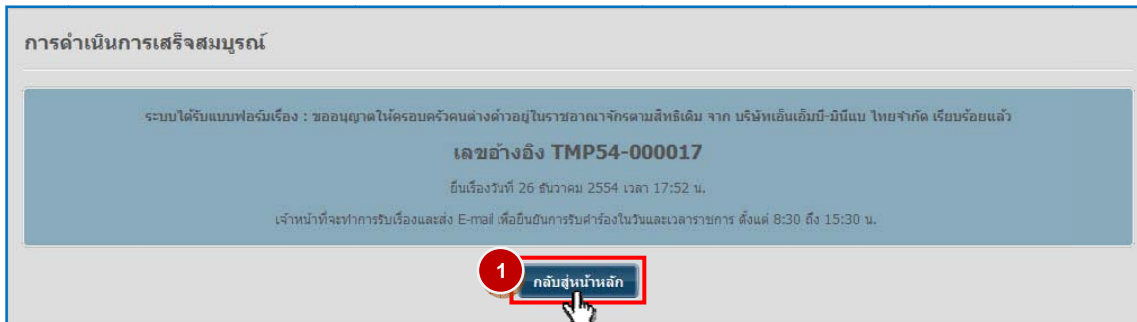 การดำเนินการเสร็จสมบูรณ์
ระบบได้รับแบบฟอร์มเรื่อง : ขออนุญาตให้ครอบครัวคนต่างด้าวอยู่ในราชอาณาจักรตามสิทธิเดิม จาก บริษัทเอ็นเอ็มบี-มินีแบ ไทยจำกัด เรียบร้อยแล้ว
เลขอ้างอิง TMP54-000017
ยื่นเรื่องวันที่ 26 ธันวาคม 2554 เวลา 17:52 น.
เจ้าหน้าที่จะทำการรับเรื่องและส่ง E-mail เพื่อยืนยันการรับคำร้องในวันและเวลาราชการ ตั้งแต่ 8:30 ถึง 15:30 น.
1
กลับสู่หน้าหลัก